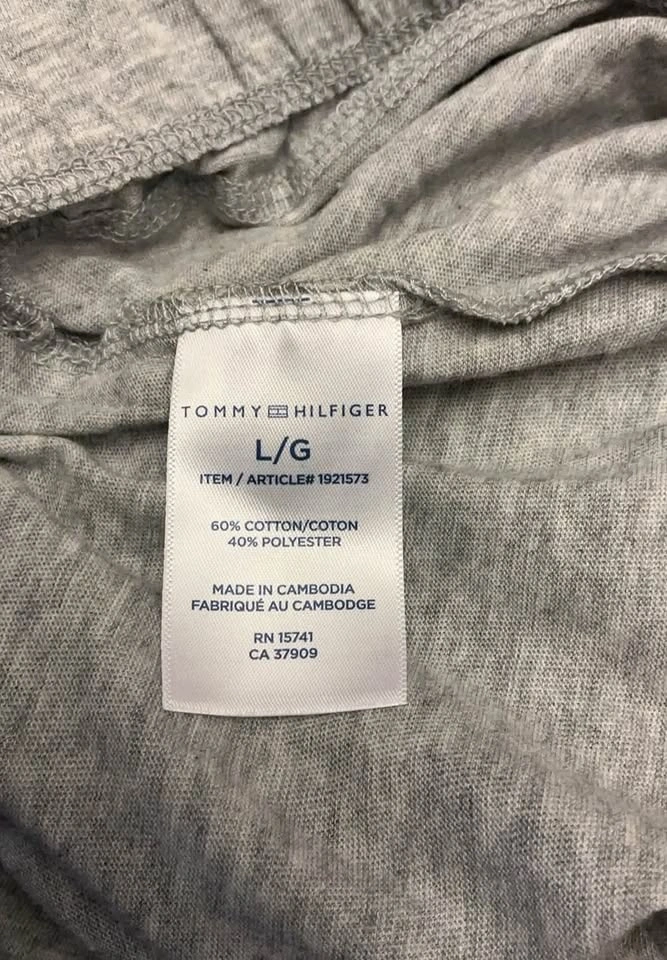 TOMMY HILFIGER
L/G
ITEM / ARTICLE# 1921573
60% COTTON/COTON
40% POLYESTER
MADE IN CAMBODIA
FABRIQUÉ AU CAMBODGE
RN 15741
CA 37909